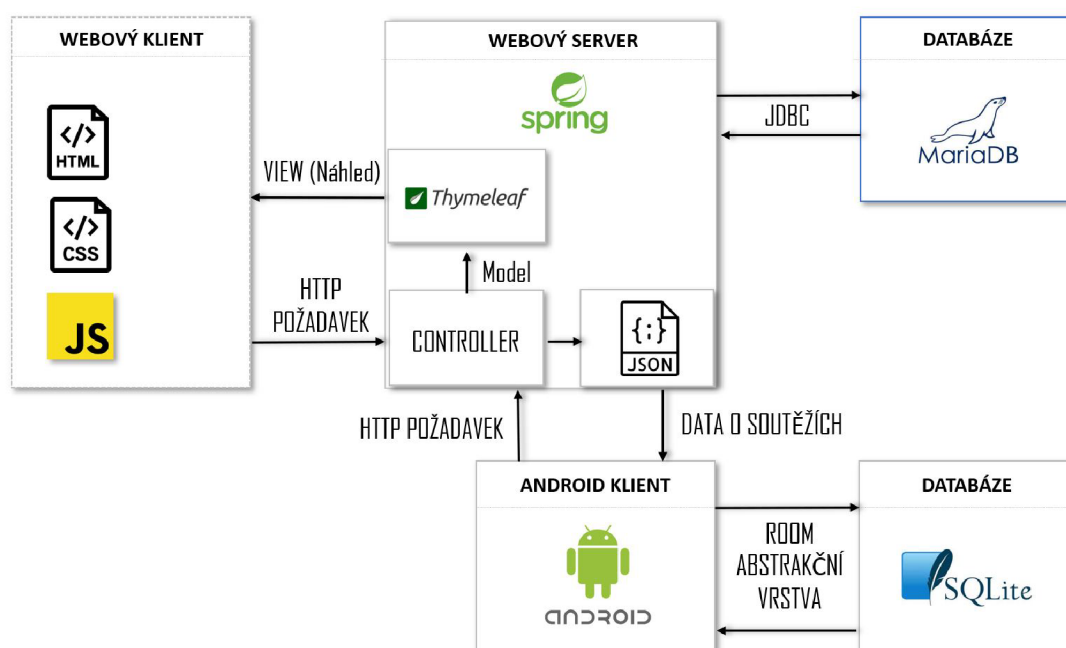 WEBOVÝ KLIENT
</>
HTML
</>
CSS
JS
VIEW (Náhled)
HTTP
POŽADAVEK
WEBOVÝ SERVER
spring
Thymeleaf
Model
CONTROLLER
{;}
JSON
JDBC
DATABÁZE
MariaDB
HTTP POŽADAVEK
DATA O SOUTĚŽÍCH
ANDROID KLIENT
ANDROID
ROOM
ABSTRAKČNÍ
VRSTVA
DATABÁZE
SQLite